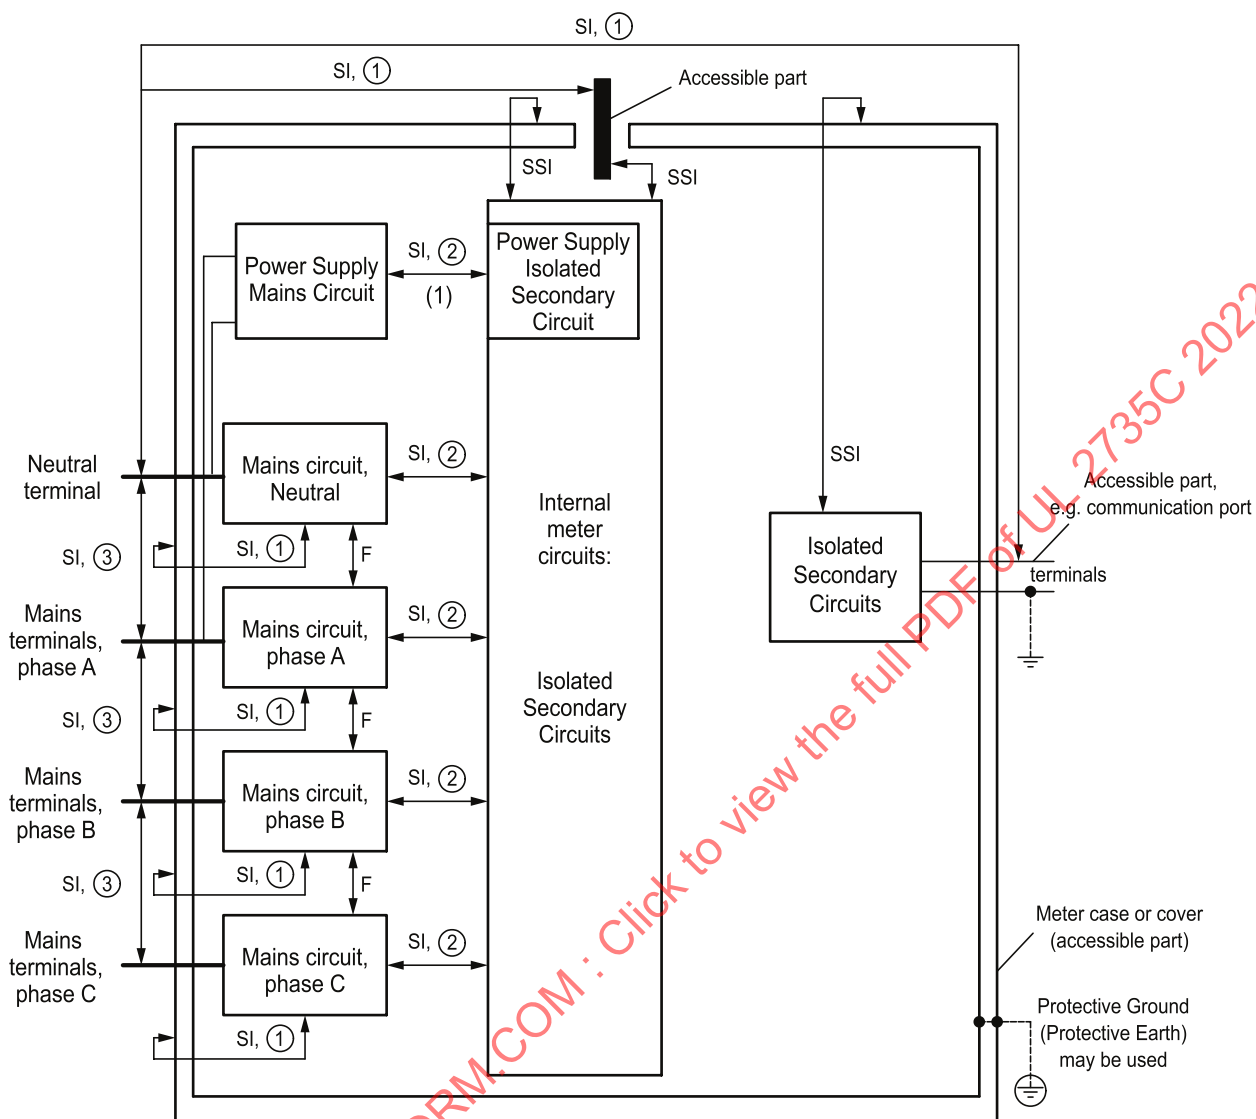 SI, ①
SI, ①
Accessible part
SSI
SSI
Power Supply
Mains Circuit
SI, ②
(1)
Power Supply
Isolated
Secondary
Circuit
Neutral
terminal
Mains circuit,
Neutral
SI, ②
SSI
Accessible part,
e.g. communication port
terminals
Internal
meter
circuits:
SI, ③
SI, ①
F
Isolated
Secondary
Circuits
Mains
terminals,
phase A
Mains circuit,
phase A
SI, ②
Isolated
Secondary
Circuits
SI, ③
SI, ①
F
Mains
terminals,
phase B
Mains circuit,
phase B
SI, ②
SI, ③
SI, ①
F
Mains
terminals,
phase C
Mains circuit,
phase C
SI, ②
SI, ①
Meter case or cover
(accessible part)
Protective Ground
(Protective Earth)
may be used
ORM.COM : Click to view the full PDF of UL 2735C 2022